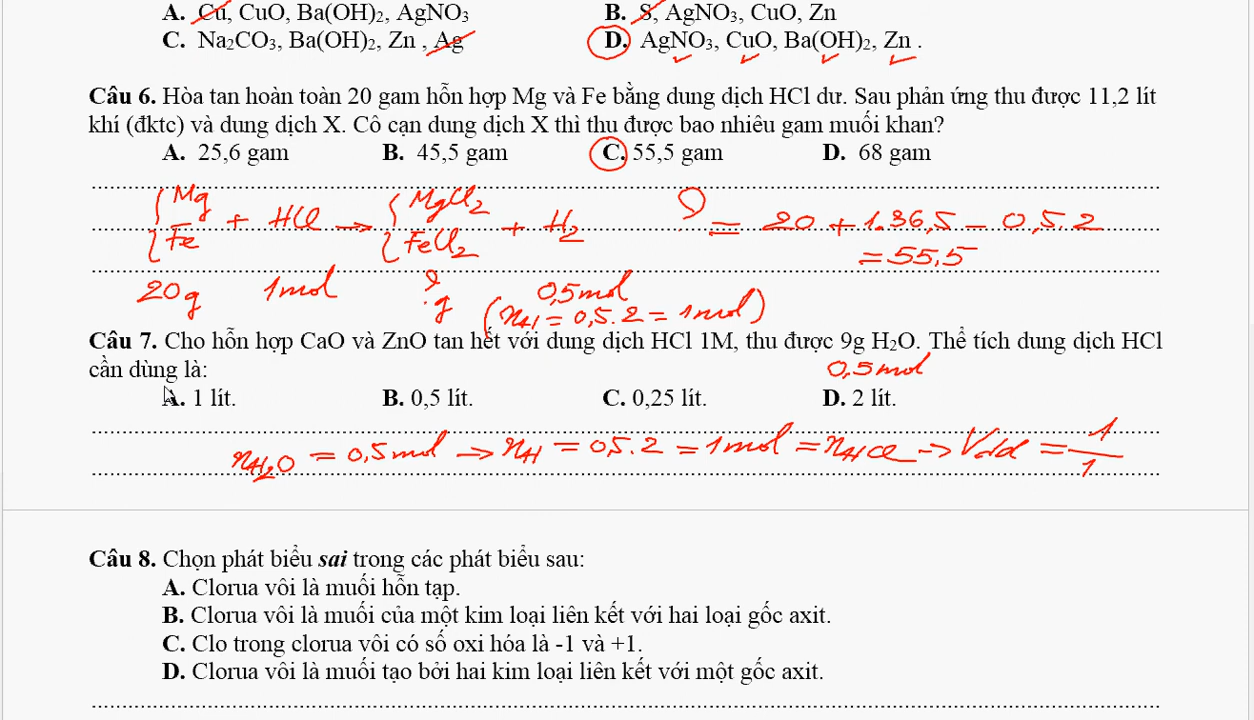 A. Cu, CuO, Ba(OH)₂, AgNO₃ B. S, AgNO₃, CuO, Zn
C. Na₂CO₃, Ba(OH)₂, Zn , Ag D. AgNO₃, CuO, Ba(OH)₂, Zn .
Câu 6. Hòa tan hoàn toàn 20 gam hỗn hợp Mg và Fe bằng dung dịch HCl dư. Sau phản ứng thu được 11,2 lít
khí (đktc) và dung dịch X. Cô cạn dung dịch X thì thu được bao nhiêu gam muối khan?
A. 25,6 gam B. 45,5 gam C. 55,5 gam D. 68 gam
{ Mg + HCl → { MgCl₂ + H₂ ? = 20 + 1.36,5 - 0,5.2
Fe FeCl₂ = 55,5
20g 1mol ? g 0,5mol
(nH = 0,5.2 = 1mol)
Câu 7. Cho hỗn hợp CaO và ZnO tan hết với dung dịch HCl 1M, thu được 9g H₂O. Thể tích dung dịch HCl
cần dùng là: 0,5mol
A. 1 lít. B. 0,5 lít. C. 0,25 lít. D. 2 lít.
nH₂O = 0,5mol → nH = 0,5.2 = 1mol = nHCl → Vdd = 1/1
Câu 8. Chọn phát biểu sai trong các phát biểu sau:
A. Clorua vôi là muối hỗn tạp.
B. Clorua vôi là muối của một kim loại liên kết với hai loại gốc axit.
C. Clo trong clorua vôi có số oxi hóa là -1 và +1.
D. Clorua vôi là muối tạo bởi hai kim loại liên kết với một gốc axit.